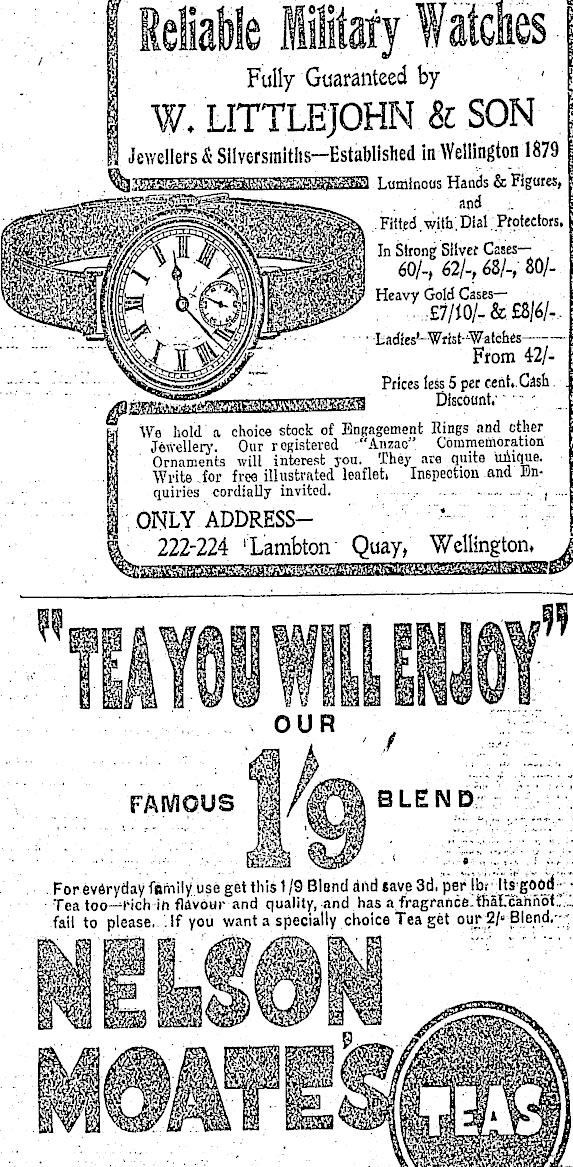 Reliable Military Watches
Fully Guaranteed by
W. LITTLEJOHN & SON
Jewellers & Silversmiths—Established in Wellington 1879
Luminous Hands & Figures,
and
Fitted with Dial Protectors.
In Strong Silver Cases—
60/-, 62/-, 68/-, 80/-
Heavy Gold Cases—
£7/10/- & £8/6/-
Ladies' Wrist Watches
From 42/-
Prices less 5 per cent. Cash
Discount.
We hold a choice stock of Engagement Rings and other
Jewellery. Our registered "Anzac" Commemoration
Ornaments will interest you. They are quite unique.
Write for free illustrated leaflet. Inspection and En-
quiries cordially invited.
ONLY ADDRESS—
222-224 Lambton Quay, Wellington.
"TEA YOU WILL ENJOY"
OUR
FAMOUS 1/9 BLEND
For everyday family use get this 1/9 Blend and save 3d. per lb. Its good
Tea too—rich in flavour and quality, and has a fragrance that cannot
fail to please. If you want a specially choice Tea get our 2/- Blend.
NELSON
MOATE'S
TEAS